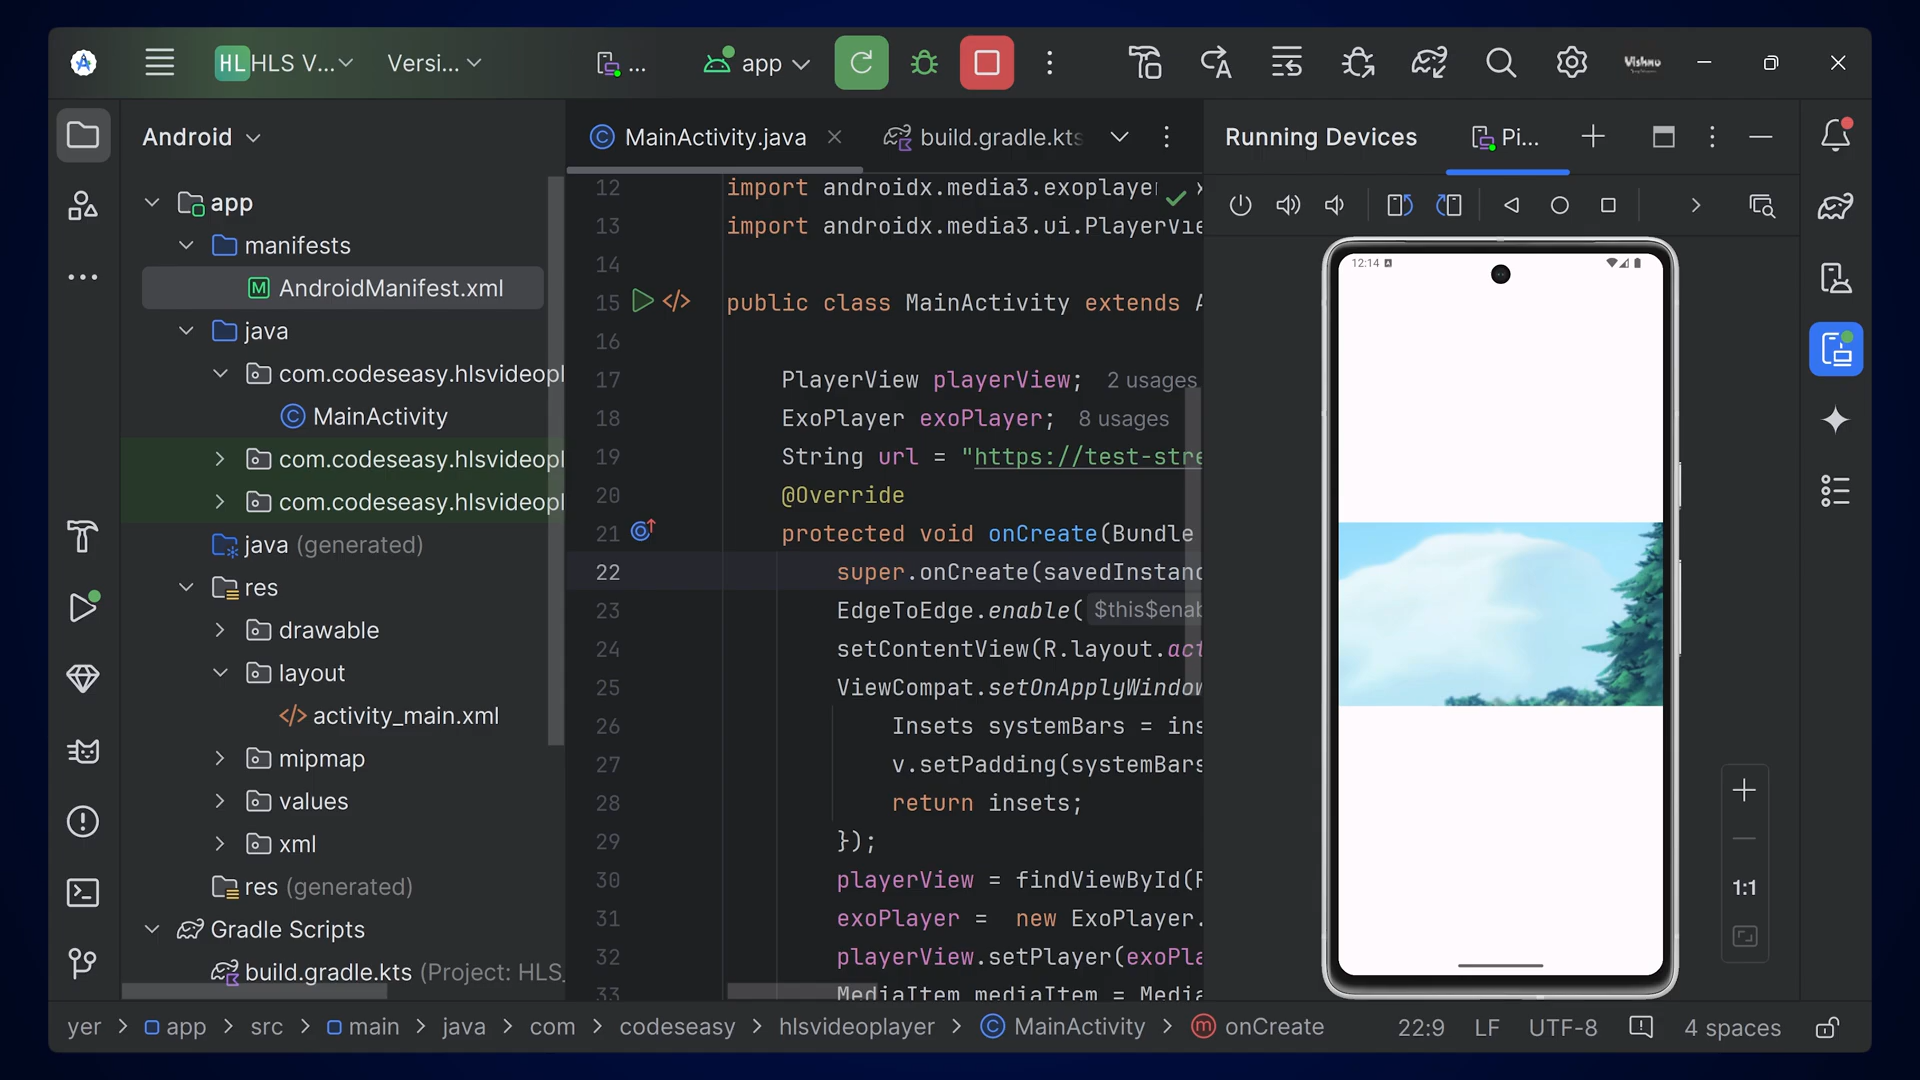 HL HLS V...
Versi...
...
app
Vishnu
Android
MainActivity.java
build.gradle.kts
Running Devices
Pi...
app
manifests
AndroidManifest.xml
java
com.codeseasy.hlsvideopl
MainActivity
com.codeseasy.hlsvideopl
com.codeseasy.hlsvideopl
java (generated)
res
drawable
layout
activity_main.xml
mipmap
values
xml
res (generated)
Gradle Scripts
build.gradle.kts (Project: HLS_
12 import androidx.media3.exoplayer
13 import androidx.media3.ui.PlayerVie
14
15 public class MainActivity extends A
16
17 PlayerView playerView; 2 usages
18 ExoPlayer exoPlayer; 8 usages
19 String url = "https://test-stre
20 @Override
21 protected void onCreate(Bundle
22 super.onCreate(savedInstanc
23 EdgeToEdge.enable( $this$enab
24 setContentView(R.layout.act
25 ViewCompat.setOnApplyWindow
26 Insets systemBars = ins
27 v.setPadding(systemBars
28 return insets;
29 });
30 playerView = findViewById(R
31 exoPlayer = new ExoPlayer.
32 playerView.setPlayer(exoPla
33 MediaItem mediaItem = Media
12:14
1:1
yer > app > src > main > java > com > codeseasy > hlsvideoplayer > MainActivity > onCreate
22:9 LF UTF-8 4 spaces